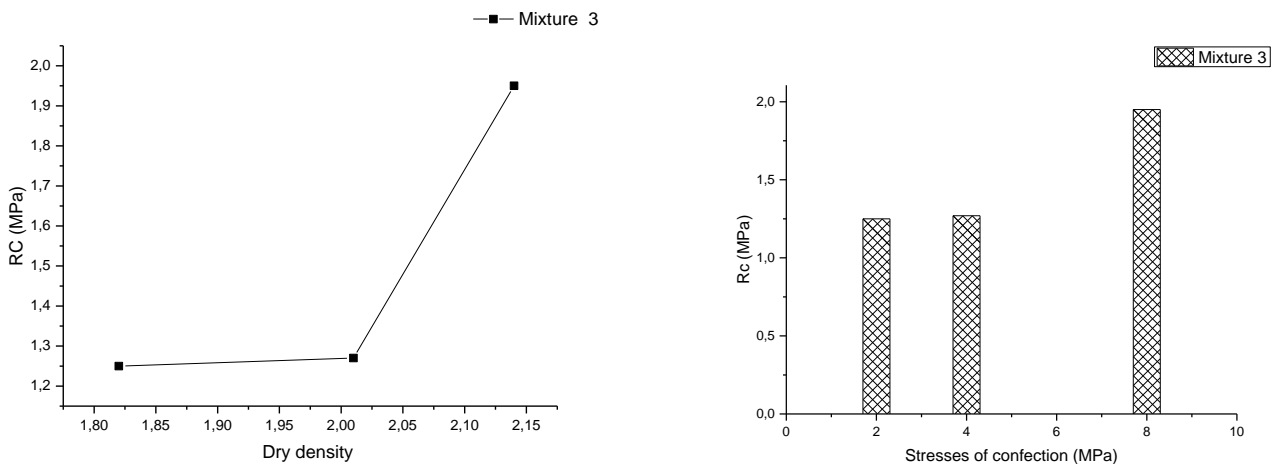 Mixture 3
2,0
1,9
1,8
1,7
1,6
1,5
1,4
1,3
1,2
RC (MPa)
1,80 1,85 1,90 1,95 2,00 2,05 2,10 2,15
Dry density
Mixture 3
2,0
1,5
1,0
0,5
0,0
Rc (MPa)
0 2 4 6 8 10
Stresses of confection (MPa)